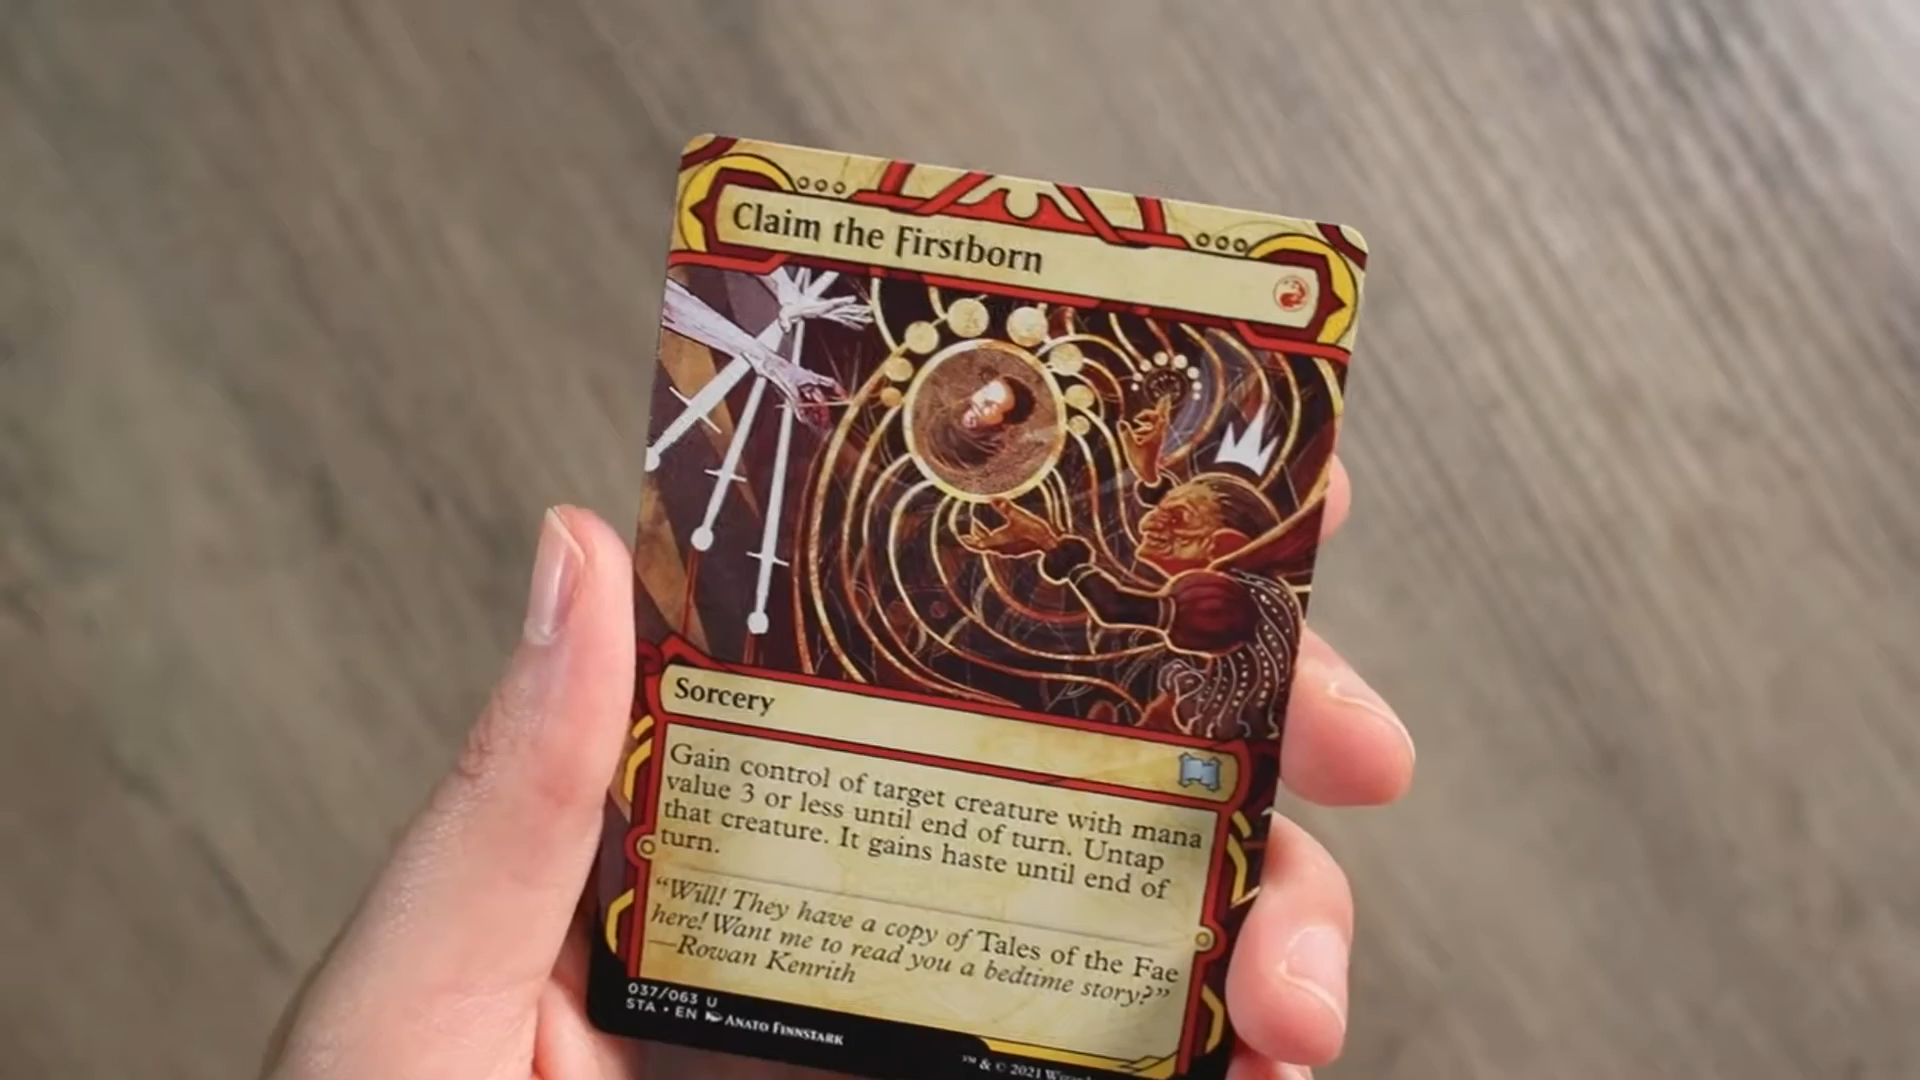 Claim the Firstborn
Sorcery
Gain control of target creature with mana
value 3 or less until end of turn. Untap
that creature. It gains haste until end of
turn.
“Will! They have a copy of Tales of the Fae
here! Want me to read you a bedtime story?”
—Rowan Kenrith
037/063 U
STA • EN ANATO FINNSTARK
™ & © 2021